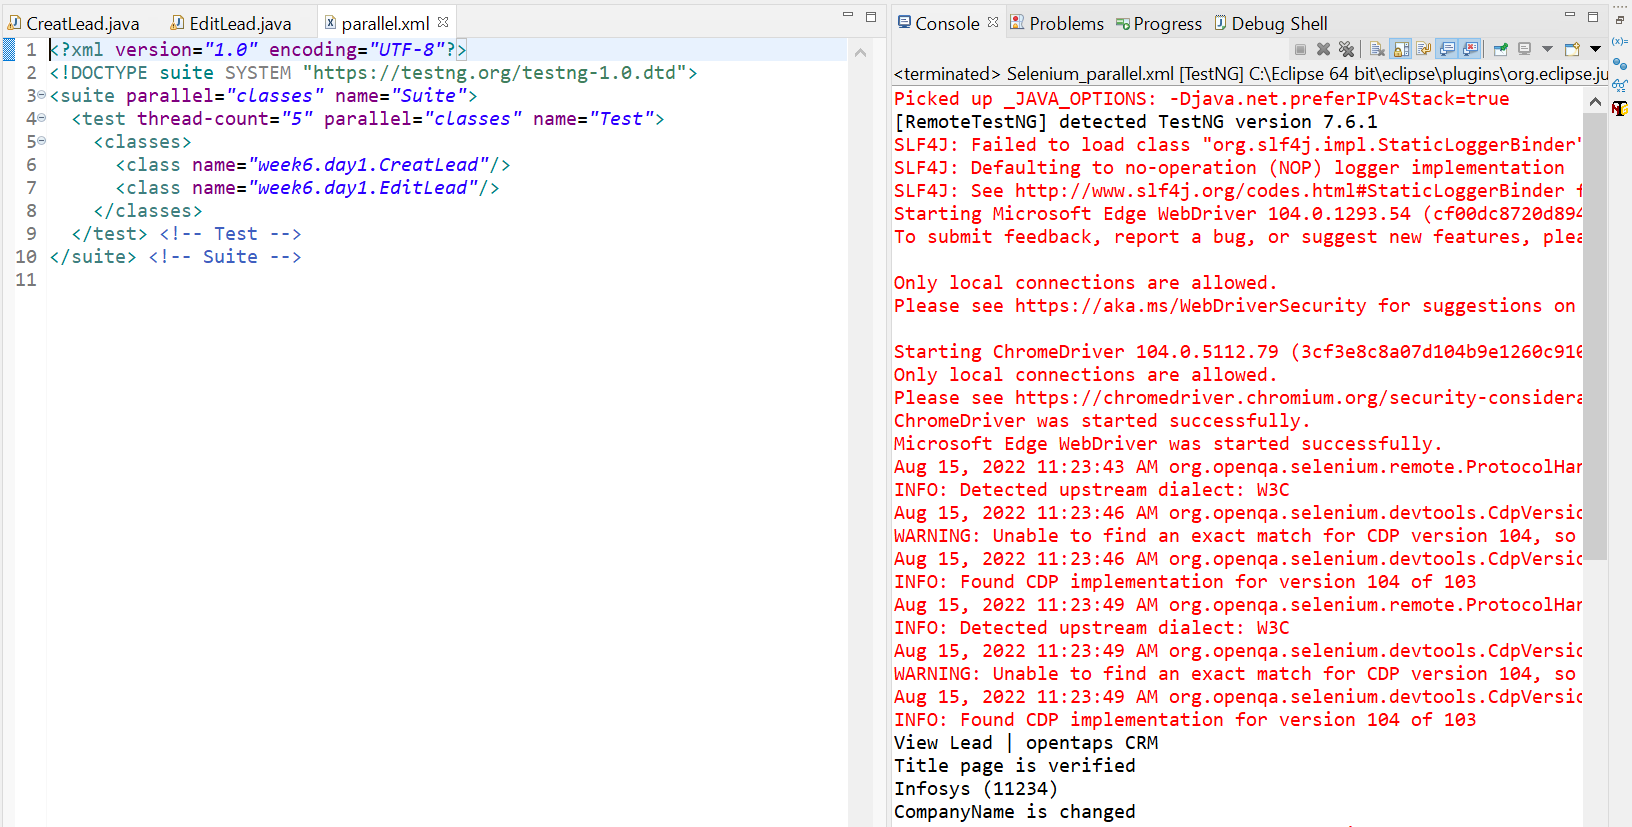 CreatLead.java EditLead.java parallel.xml
1 <?xml version="1.0" encoding="UTF-8"?>
2 <!DOCTYPE suite SYSTEM "https://testng.org/testng-1.0.dtd">
3 <suite parallel="classes" name="Suite">
4 <test thread-count="5" parallel="classes" name="Test">
5 <classes>
6 <class name="week6.day1.CreatLead"/>
7 <class name="week6.day1.EditLead"/>
8 </classes>
9 </test> <!-- Test -->
10 </suite> <!-- Suite -->
11
Console Problems Progress Debug Shell
<terminated> Selenium_parallel.xml [TestNG] C:\Eclipse 64 bit\eclipse\plugins\org.eclipse.ju
Picked up _JAVA_OPTIONS: -Djava.net.preferIPv4Stack=true
[RemoteTestNG] detected TestNG version 7.6.1
SLF4J: Failed to load class "org.slf4j.impl.StaticLoggerBinder"
SLF4J: Defaulting to no-operation (NOP) logger implementation
SLF4J: See http://www.slf4j.org/codes.html#StaticLoggerBinder f
Starting Microsoft Edge WebDriver 104.0.1293.54 (cf00dc8720d894
To submit feedback, report a bug, or suggest new features, plea
Only local connections are allowed.
Please see https://aka.ms/WebDriverSecurity for suggestions on
Starting ChromeDriver 104.0.5112.79 (3cf3e8c8a07d104b9e1260c910
Only local connections are allowed.
Please see https://chromedriver.chromium.org/security-considera
ChromeDriver was started successfully.
Microsoft Edge WebDriver was started successfully.
Aug 15, 2022 11:23:43 AM org.openqa.selenium.remote.ProtocolHan
INFO: Detected upstream dialect: W3C
Aug 15, 2022 11:23:46 AM org.openqa.selenium.devtools.CdpVersio
WARNING: Unable to find an exact match for CDP version 104, so
Aug 15, 2022 11:23:46 AM org.openqa.selenium.devtools.CdpVersio
INFO: Found CDP implementation for version 104 of 103
Aug 15, 2022 11:23:49 AM org.openqa.selenium.remote.ProtocolHan
INFO: Detected upstream dialect: W3C
Aug 15, 2022 11:23:49 AM org.openqa.selenium.devtools.CdpVersio
WARNING: Unable to find an exact match for CDP version 104, so
Aug 15, 2022 11:23:49 AM org.openqa.selenium.devtools.CdpVersio
INFO: Found CDP implementation for version 104 of 103
View Lead | opentaps CRM
Title page is verified
Infosys (11234)
CompanyName is changed